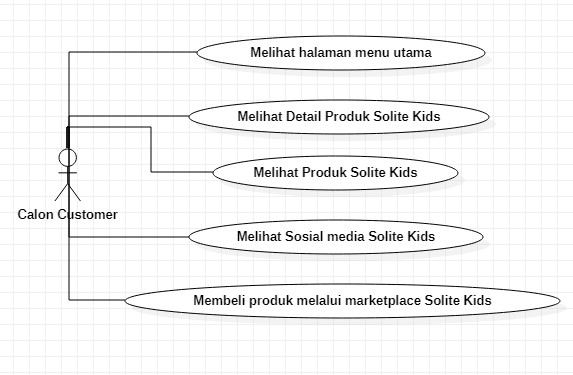 Melihat halaman menu utama
Melihat Detail Produk Solite Kids
Melihat Produk Solite Kids
Calon Customer
Melihat Sosial media Solite Kids
Membeli produk melalui marketplace Solite Kids